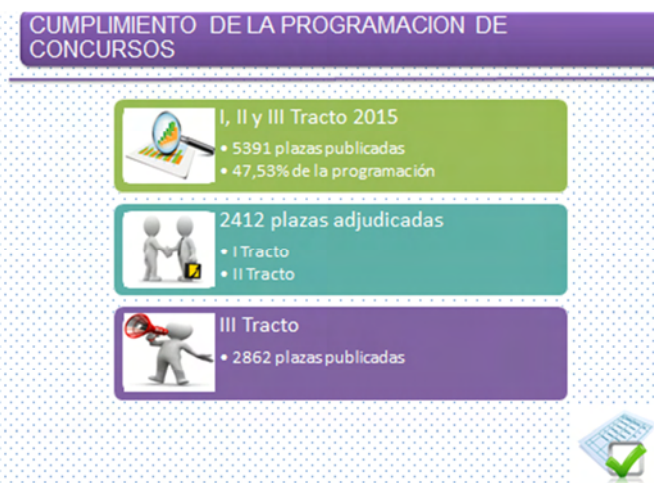 CUMPLIMIENTO DE LA PROGRAMACION DE
CONCURSOS
I, II y III Tracto 2015
• 5391 plazas publicadas
• 47,53% de la programación
2412 plazas adjudicadas
• I Tracto
• II Tracto
III Tracto
• 2862 plazas publicadas